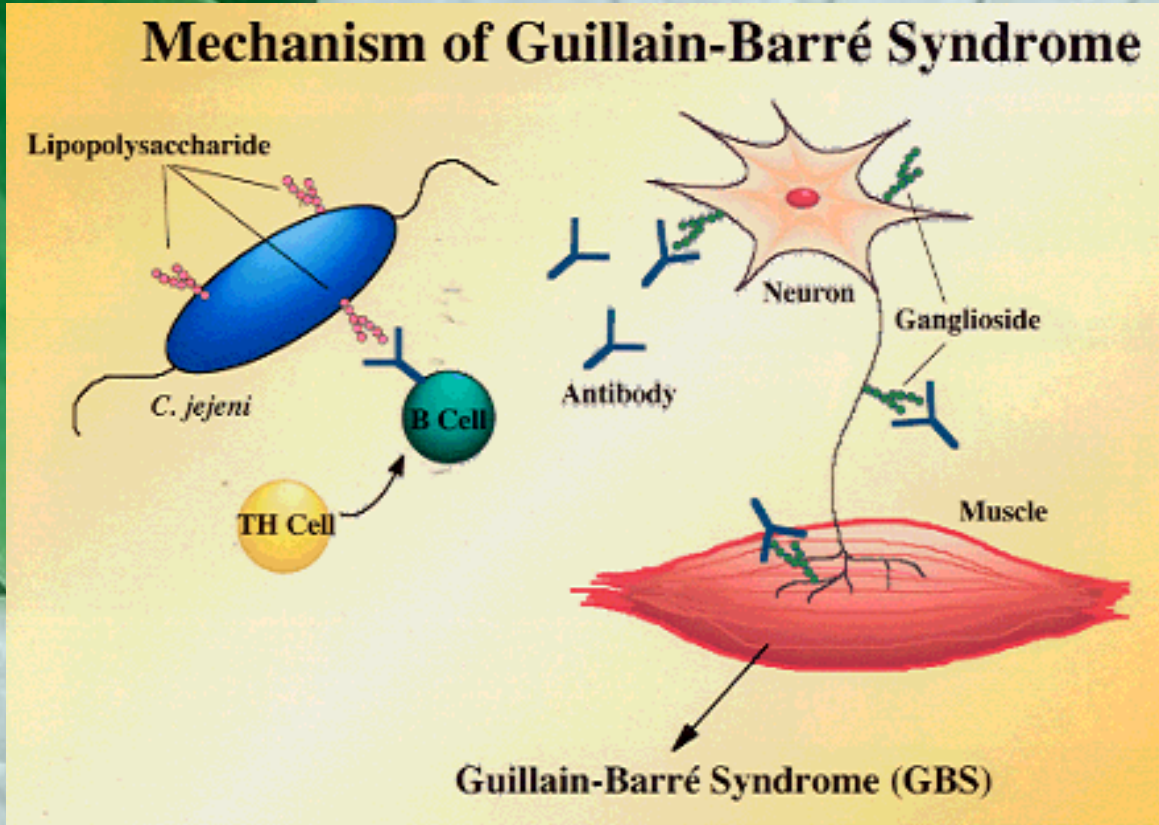 Mechanism of Guillain-Barré Syndrome
Lipopolysaccharide
Neuron
Ganglioside
Antibody
C. jejeni
B Cell
TH Cell
Muscle
Guillain-Barré Syndrome (GBS)